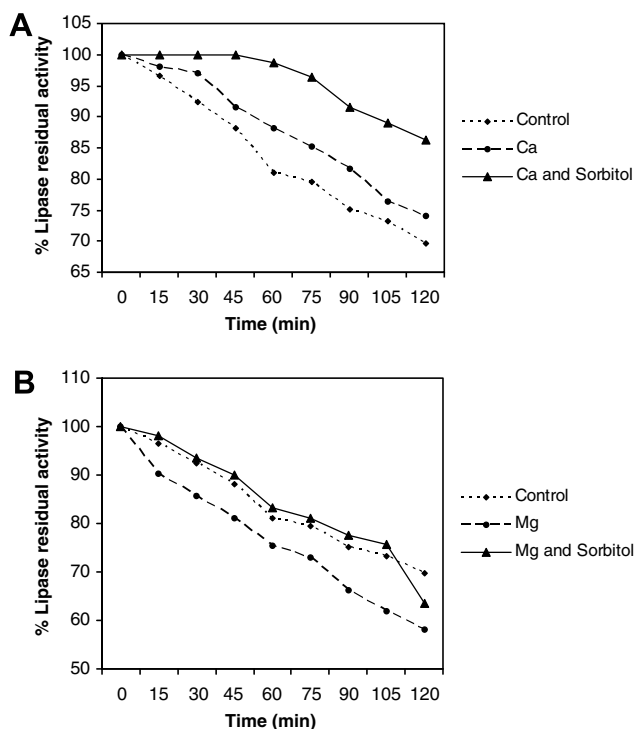 A
% Lipase residual activity
105
100
95
90
85
80
75
70
65
0 15 30 45 60 75 90 105 120
Time (min)
Control
Ca
Ca and Sorbitol
B
% Lipase residual activity
110
100
90
80
70
60
50
0 15 30 45 60 75 90 105 120
Time (min)
Control
Mg
Mg and Sorbitol